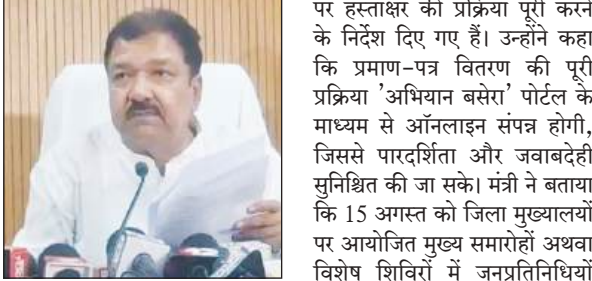 पर हस्ताक्षर की प्रक्रिया पूरी करने
के निर्देश दिए गए हैं। उन्होंने कहा
कि प्रमाण-पत्र वितरण की पूरी
प्रक्रिया 'अभियान बसेरा' पोर्टल के
माध्यम से ऑनलाइन संपन्न होगी,
जिससे पारदर्शिता और जवाबदेही
सुनिश्चित की जा सके। मंत्री ने बताया
कि 15 अगस्त को जिला मुख्यालयों
पर आयोजित मुख्य समारोहों अथवा
विशेष शिविरों में जनप्रतिनिधियों